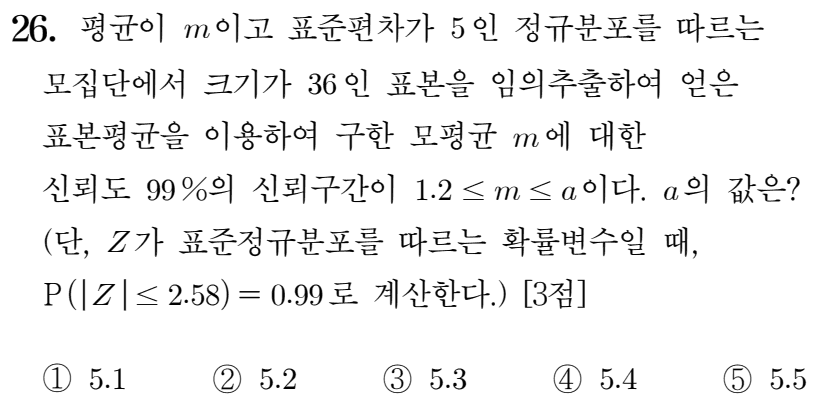 26. 평균이 m이고 표준편차가 5인 정규분포를 따르는
모집단에서 크기가 36인 표본을 임의추출하여 얻은
표본평균을 이용하여 구한 모평균 m에 대한
신뢰도 99%의 신뢰구간이 1.2 ≤ m ≤ a이다. a의 값은?
(단, Z가 표준정규분포를 따르는 확률변수일 때,
P(|Z| ≤ 2.58) = 0.99로 계산한다.) [3점]
① 5.1 ② 5.2 ③ 5.3 ④ 5.4 ⑤ 5.5